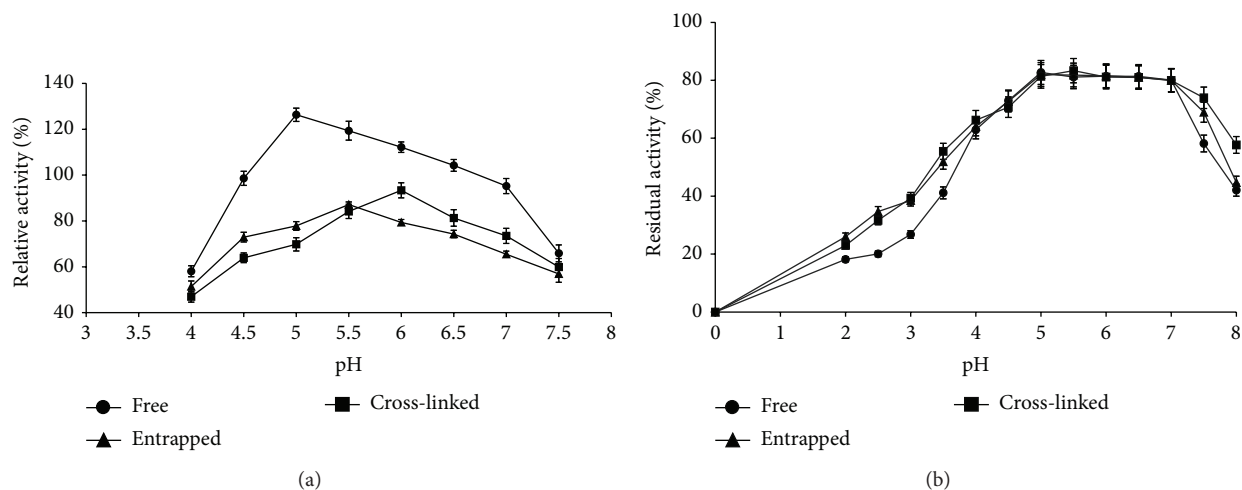 140
120
100
80
60
40
Relative activity (%)
3 3.5 4 4.5 5 5.5 6 6.5 7 7.5 8
pH
Free
Entrapped
Cross-linked
(a)
100
80
60
40
20
0
Residual activity (%)
0 1 2 3 4 5 6 7 8
pH
Free
Entrapped
Cross-linked
(b)